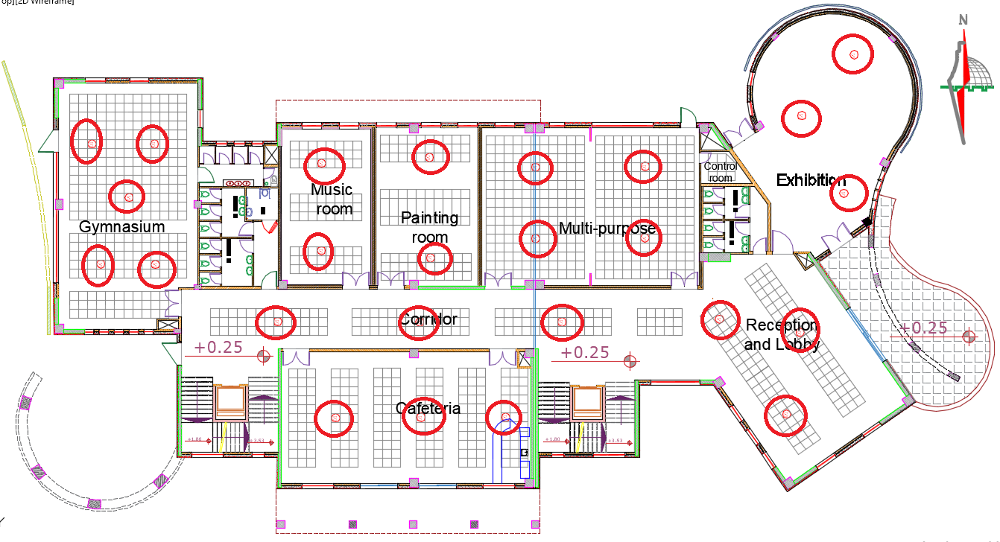 op][2D Wireframe]
N
Control
room
Exhibition
Music
room
Painting
room
Multi-purpose
Gymnasium
Corridor
Reception
and Lobby
+0.25
+0.25
+0.25
Cafeteria
+1.80
+3.53
+1.80
+3.53